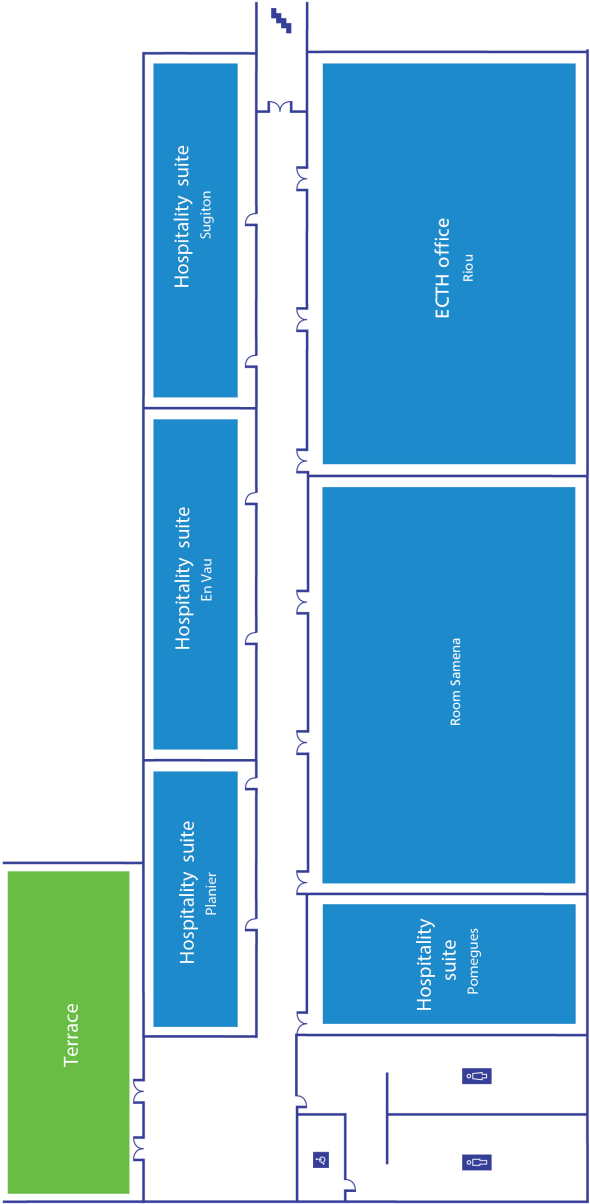 Hospitality suite
Sugiton
ECTH office
Riou
Hospitality suite
En Vau
Room Samena
Hospitality suite
Planier
Hospitality
suite
Pomegues
Terrace